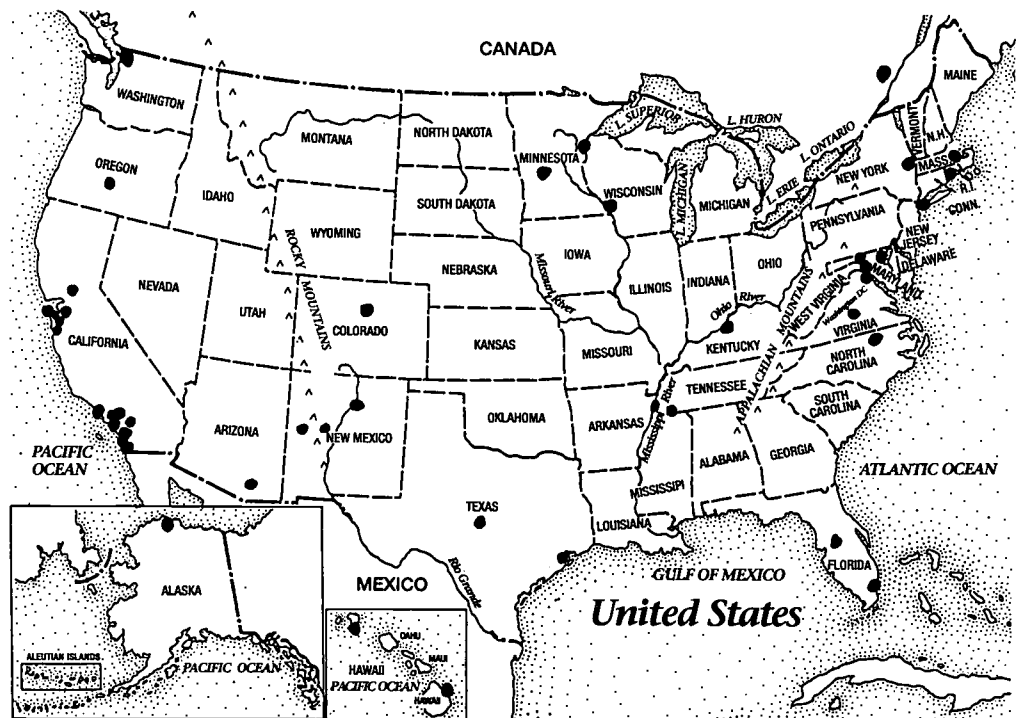 CANADA
WASHINGTON
MONTANA
NORTH DAKOTA
MINNESOTA
L. SUPERIOR
L. HURON
L. ONTARIO
MAINE
VERMONT
N.H.
MASS.
R.I.
CONN.
OREGON
IDAHO
SOUTH DAKOTA
WISCONSIN
L. MICHIGAN
MICHIGAN
L. ERIE
NEW YORK
WYOMING
PENNSYLVANIA
NEW
JERSEY
DELAWARE
MARYLAND
ROCKY
MOUNTAINS
NEVADA
UTAH
NEBRASKA
IOWA
Missouri River
ILLINOIS
INDIANA
OHIO
Ohio River
WEST VIRGINIA
Washington DC
VIRGINIA
CALIFORNIA
COLORADO
KANSAS
MISSOURI
KENTUCKY
APPALACHIAN
MOUNTAINS
NORTH
CAROLINA
TENNESSEE
SOUTH
CAROLINA
ARIZONA
NEW MEXICO
OKLAHOMA
ARKANSAS
Mississippi River
PACIFIC
OCEAN
ALABAMA
GEORGIA
ATLANTIC OCEAN
MISSISSIPI
TEXAS
LOUISIANA
FLORIDA
MEXICO
Rio Grande
GULF OF MEXICO
United States
ALASKA
ALEUTIAN ISLANDS
PACIFIC OCEAN
OAHU
MAUI
HAWAII
PACIFIC OCEAN
HAWAII